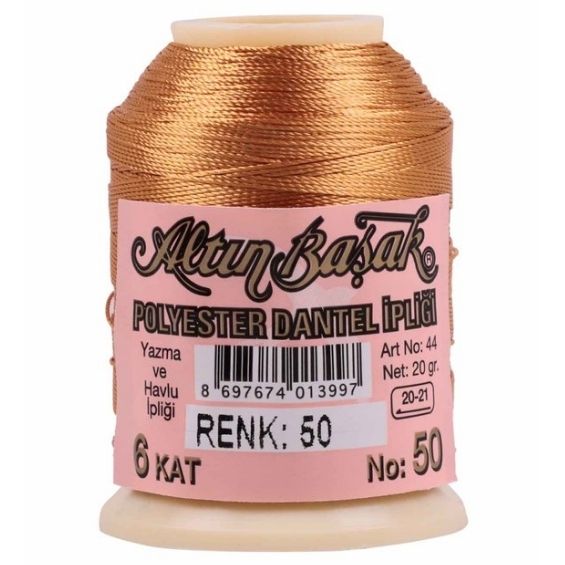 Altın Başak ®
POLYESTER DANTEL İPLİĞİ
Yazma
ve
Havlu
İpliği
8 697674 013997
Art No: 44
Net: 20 gr.
20-21
RENK: 50
6 KAT
No: 50